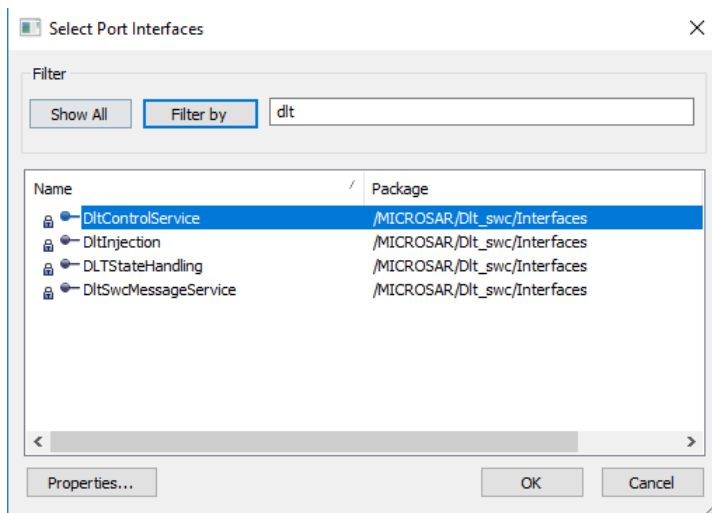 Select Port Interfaces
Filter
Show All Filter by dlt
Name Package
DltControlService /MICROSAR/Dlt_swc/Interfaces
DltInjection /MICROSAR/Dlt_swc/Interfaces
DLTStateHandling /MICROSAR/Dlt_swc/Interfaces
DltSwcMessageService /MICROSAR/Dlt_swc/Interfaces
Properties... OK Cancel